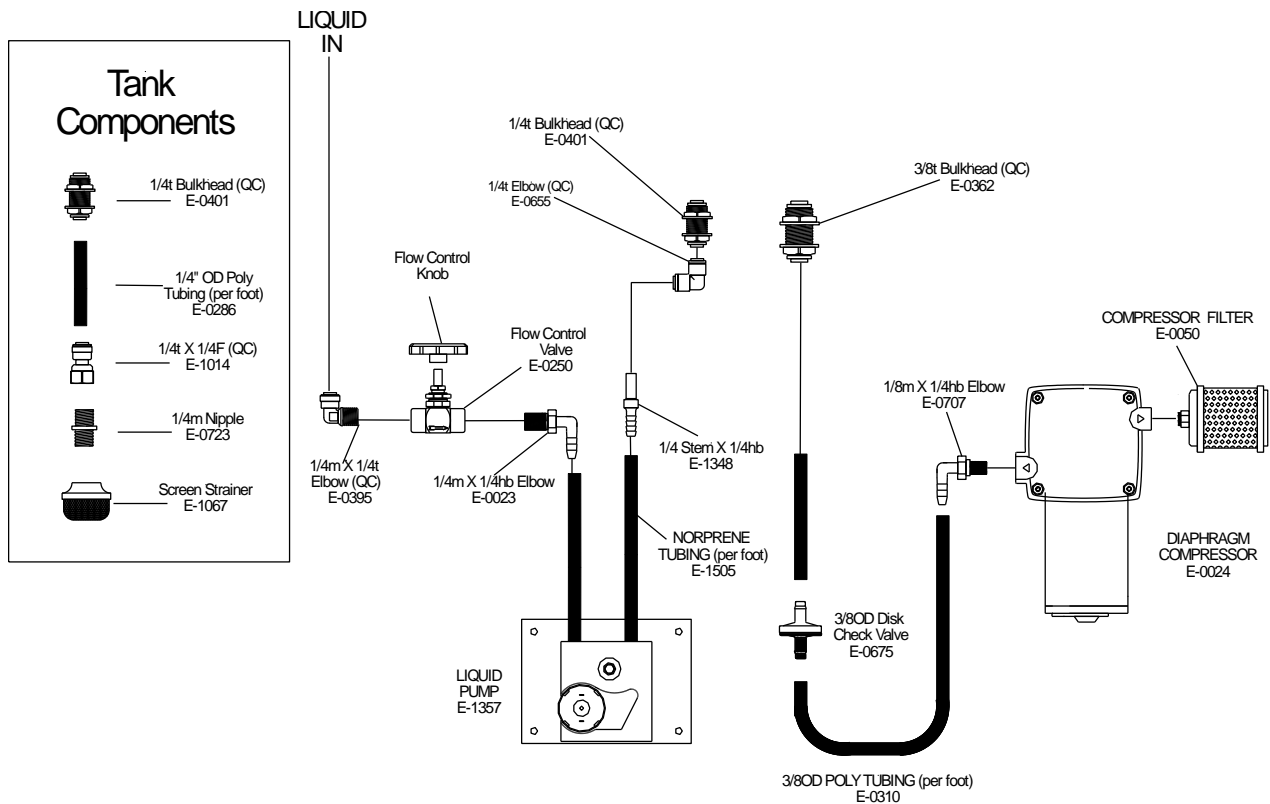 LIQUID
IN
Tank
Components
1/4t Bulkhead (QC)
E-0401
1/4" OD Poly
Tubing (per foot)
E-0286
1/4t X 1/4F (QC)
E-1014
1/4m Nipple
E-0723
Screen Strainer
E-1067
1/4t Bulkhead (QC)
E-0401
1/4t Elbow (QC)
E-0655
3/8t Bulkhead (QC)
E-0362
Flow Control
Knob
Flow Control
Valve
E-0250
COMPRESSOR FILTER
E-0050
1/8m X 1/4hb Elbow
E-0707
1/4m X 1/4t
Elbow (QC)
E-0395
1/4m X 1/4hb Elbow
E-0023
1/4 Stem X 1/4hb
E-1348
NORPRENE
TUBING (per foot)
E-1505
DIAPHRAGM
COMPRESSOR
E-0024
3/8OD Disk
Check Valve
E-0675
LIQUID
PUMP
E-1357
3/8OD POLY TUBING (per foot)
E-0310